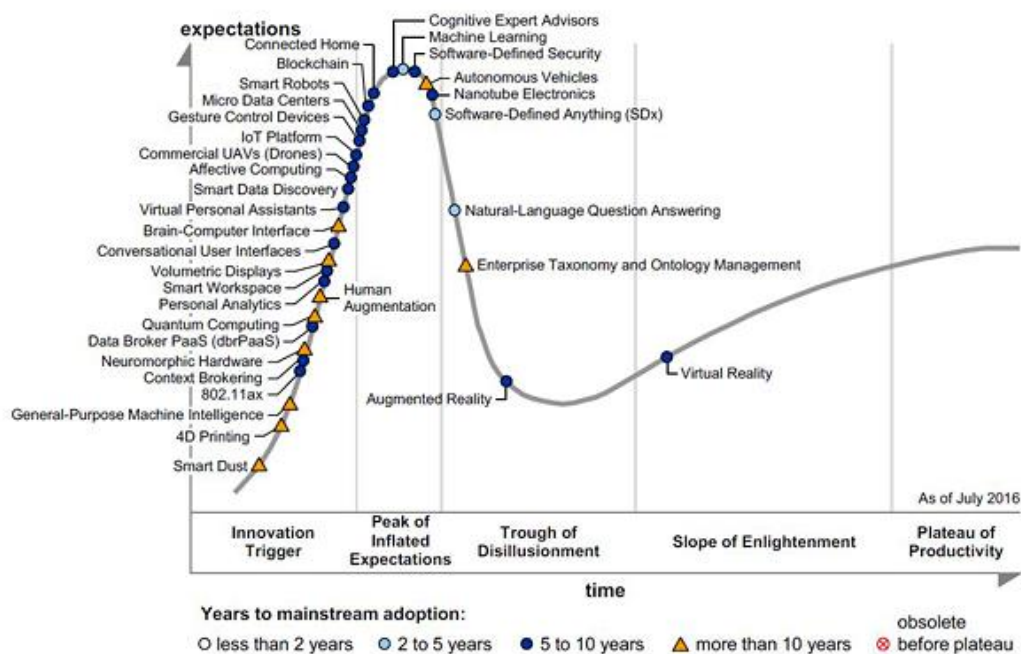 expectations
Cognitive Expert Advisors
Machine Learning
Software-Defined Security
Connected Home
Blockchain
Autonomous Vehicles
Smart Robots
Nanotube Electronics
Micro Data Centers
Gesture Control Devices
Software-Defined Anything (SDx)
IoT Platform
Commercial UAVs (Drones)
Affective Computing
Smart Data Discovery
Virtual Personal Assistants
Natural-Language Question Answering
Brain-Computer Interface
Conversational User Interfaces
Enterprise Taxonomy and Ontology Management
Volumetric Displays
Smart Workspace
Personal Analytics
Human
Augmentation
Quantum Computing
Data Broker PaaS (dbrPaaS)
Neuromorphic Hardware
Context Brokering
802.11ax
Virtual Reality
Augmented Reality
General-Purpose Machine Intelligence
4D Printing
Smart Dust
As of July 2016
Innovation
Trigger
Peak of
Inflated
Expectations
Trough of
Disillusionment
Slope of Enlightenment
Plateau of
Productivity
time
Years to mainstream adoption:
less than 2 years
2 to 5 years
5 to 10 years
more than 10 years
obsolete
before plateau